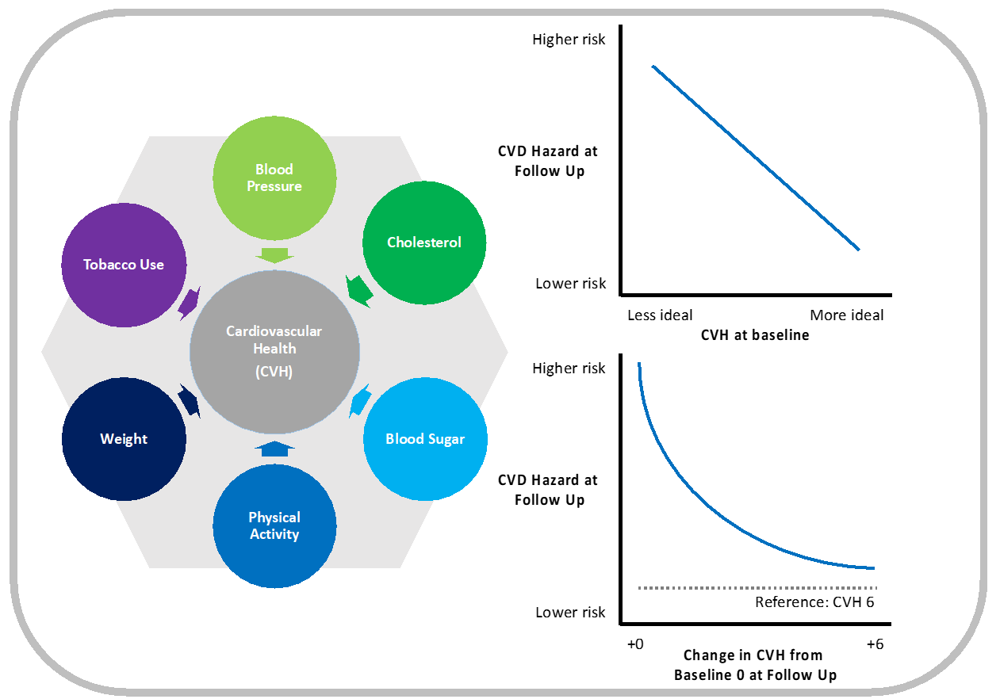 Blood
Pressure
Cholesterol
Tobacco Use
Cardiovascular
Health
(CVH)
Weight
Blood Sugar
Physical
Activity
Higher risk
CVD Hazard at
Follow Up
Lower risk
Less ideal
More ideal
CVH at baseline
Higher risk
CVD Hazard at
Follow Up
Reference: CVH 6
Lower risk
+0
+6
Change in CVH from
Baseline 0 at Follow Up